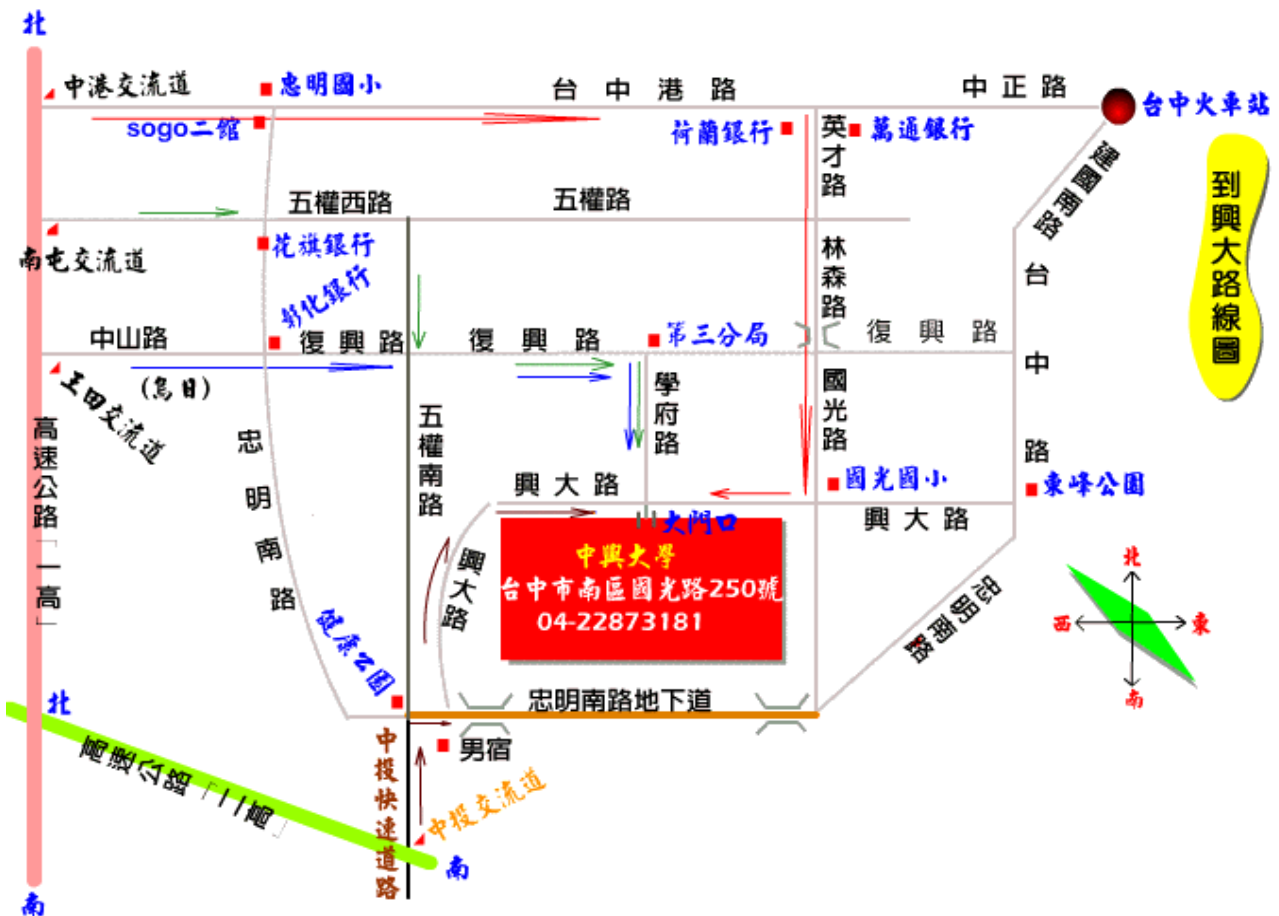 北
中港交流道
忠明國小
台中港路
中正路
台中火車站
sogo二館
荷蘭銀行
英才路
萬通銀行
建國南路
到興大路線圖
五權西路
五權路
南屯交流道
花旗銀行
林森路
台中路
彰化銀行
中山路
復興路
復興路
第三分局
復興路
王田交流道
(烏日)
學府路
國光路
高速公路「一高」
忠明南路
五權南路
興大路
國光國小
東峰公園
大門口
興大路
中興大學
台中市南區國光路250號
04-22873181
興大路
忠明南路
北
西
東
南
健康公園
忠明南路地下道
北
高速公路「二高」
中投快速道路
男宿
中投交流道
南
南